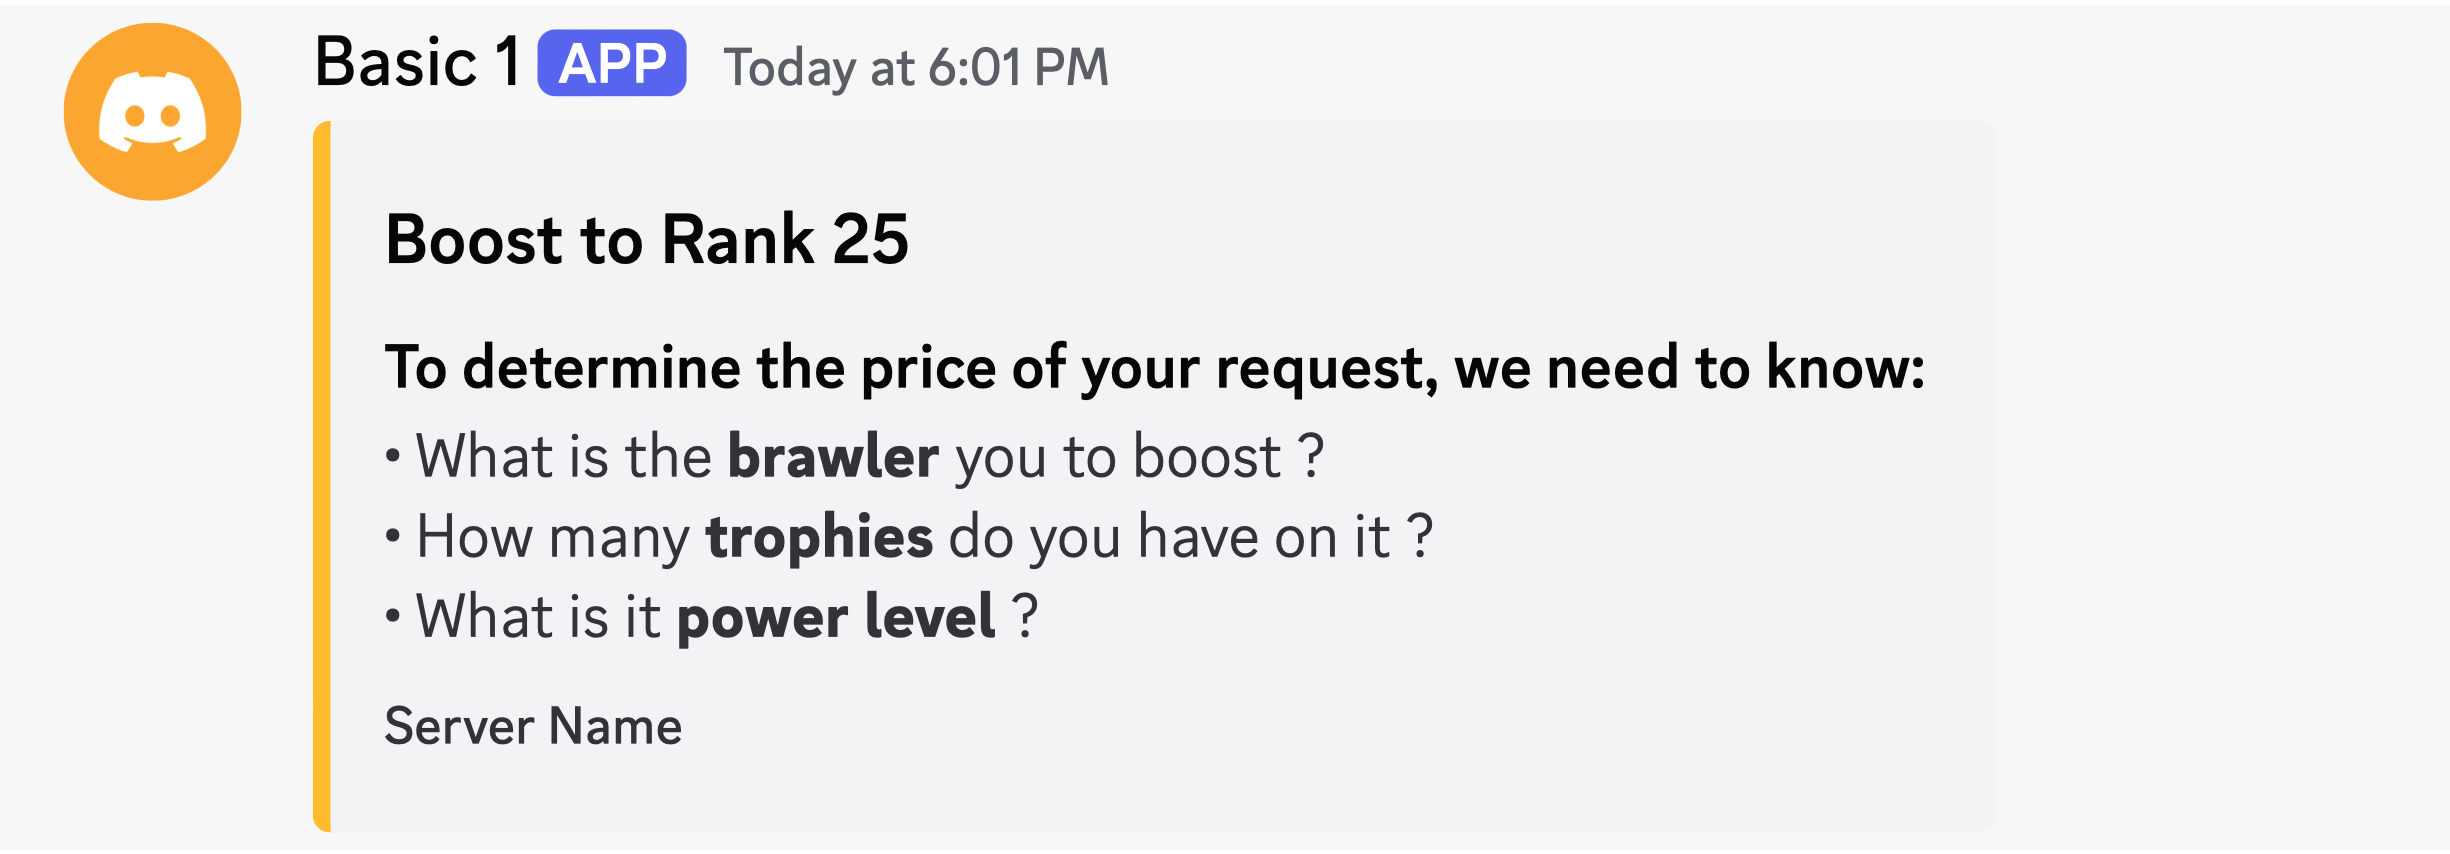 Basic 1 APP Today at 6:01 PM
Boost to Rank 25
To determine the price of your request, we need to know:
• What is the brawler you to boost ?
• How many trophies do you have on it ?
• What is it power level ?
Server Name